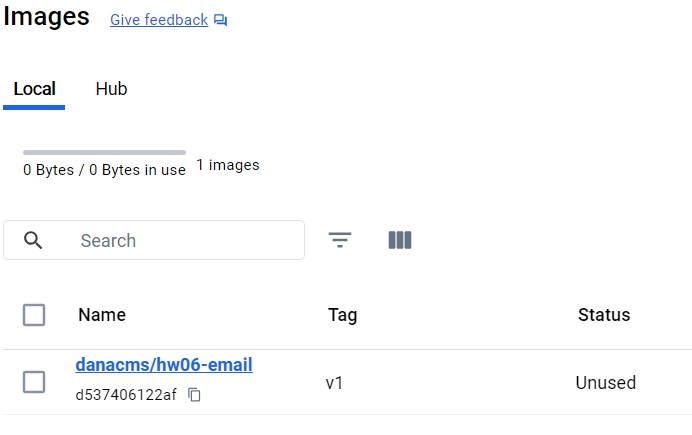 Images Give feedback
Local Hub
0 Bytes / 0 Bytes in use 1 images
Search
Name Tag Status
danacms/hw06-email
d537406122af v1 Unused